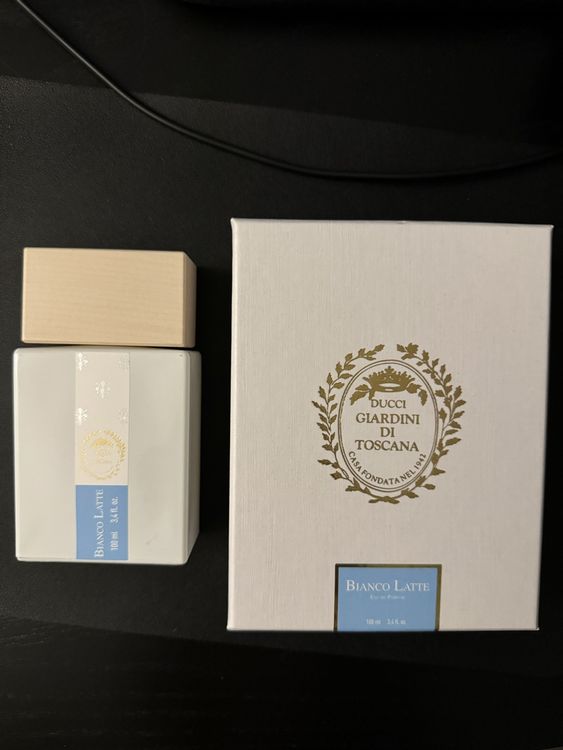 BIANCO LATTE
100 ml 3,4 fl. oz.
DUCCI
GIARDINI
DI
TOSCANA
CASA FONDATA NEL 1942
BIANCO LATTE
EAU DE PARFUM
100 ml 3,4 fl. oz.